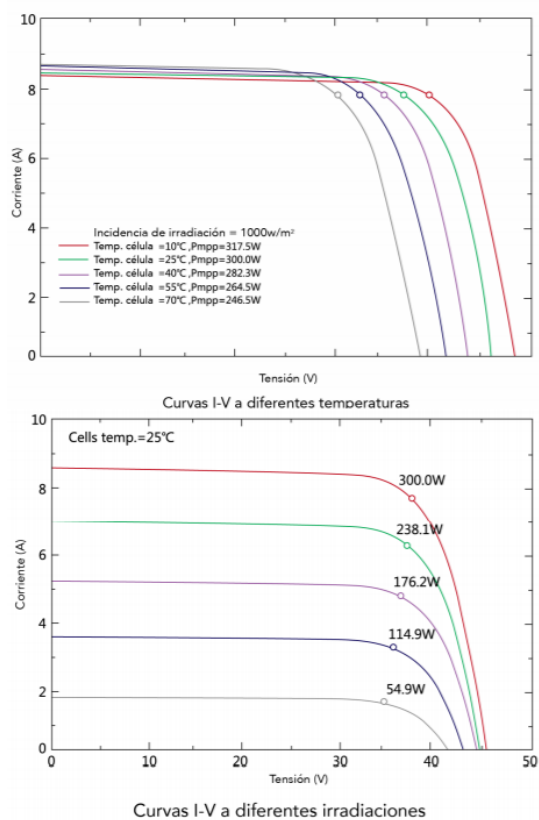 10
8
6
4
2
0
Corriente (A)
Incidencia de irradiación = 1000w/m²
Temp. célula =10℃ ,Pmpp=317.5W
Temp. célula =25℃ ,Pmpp=300.0W
Temp. célula =40℃ ,Pmpp=282.3W
Temp. célula =55℃ ,Pmpp=264.5W
Temp. célula =70℃ ,Pmpp=246.5W
Tensión (V)
Curvas I-V a diferentes temperaturas
10
8
6
4
2
0
Corriente (A)
Cells temp.=25℃
300.0W
238.1W
176.2W
114.9W
54.9W
0 10 20 30 40 50
Tensión (V)
Curvas I-V a diferentes irradiaciones